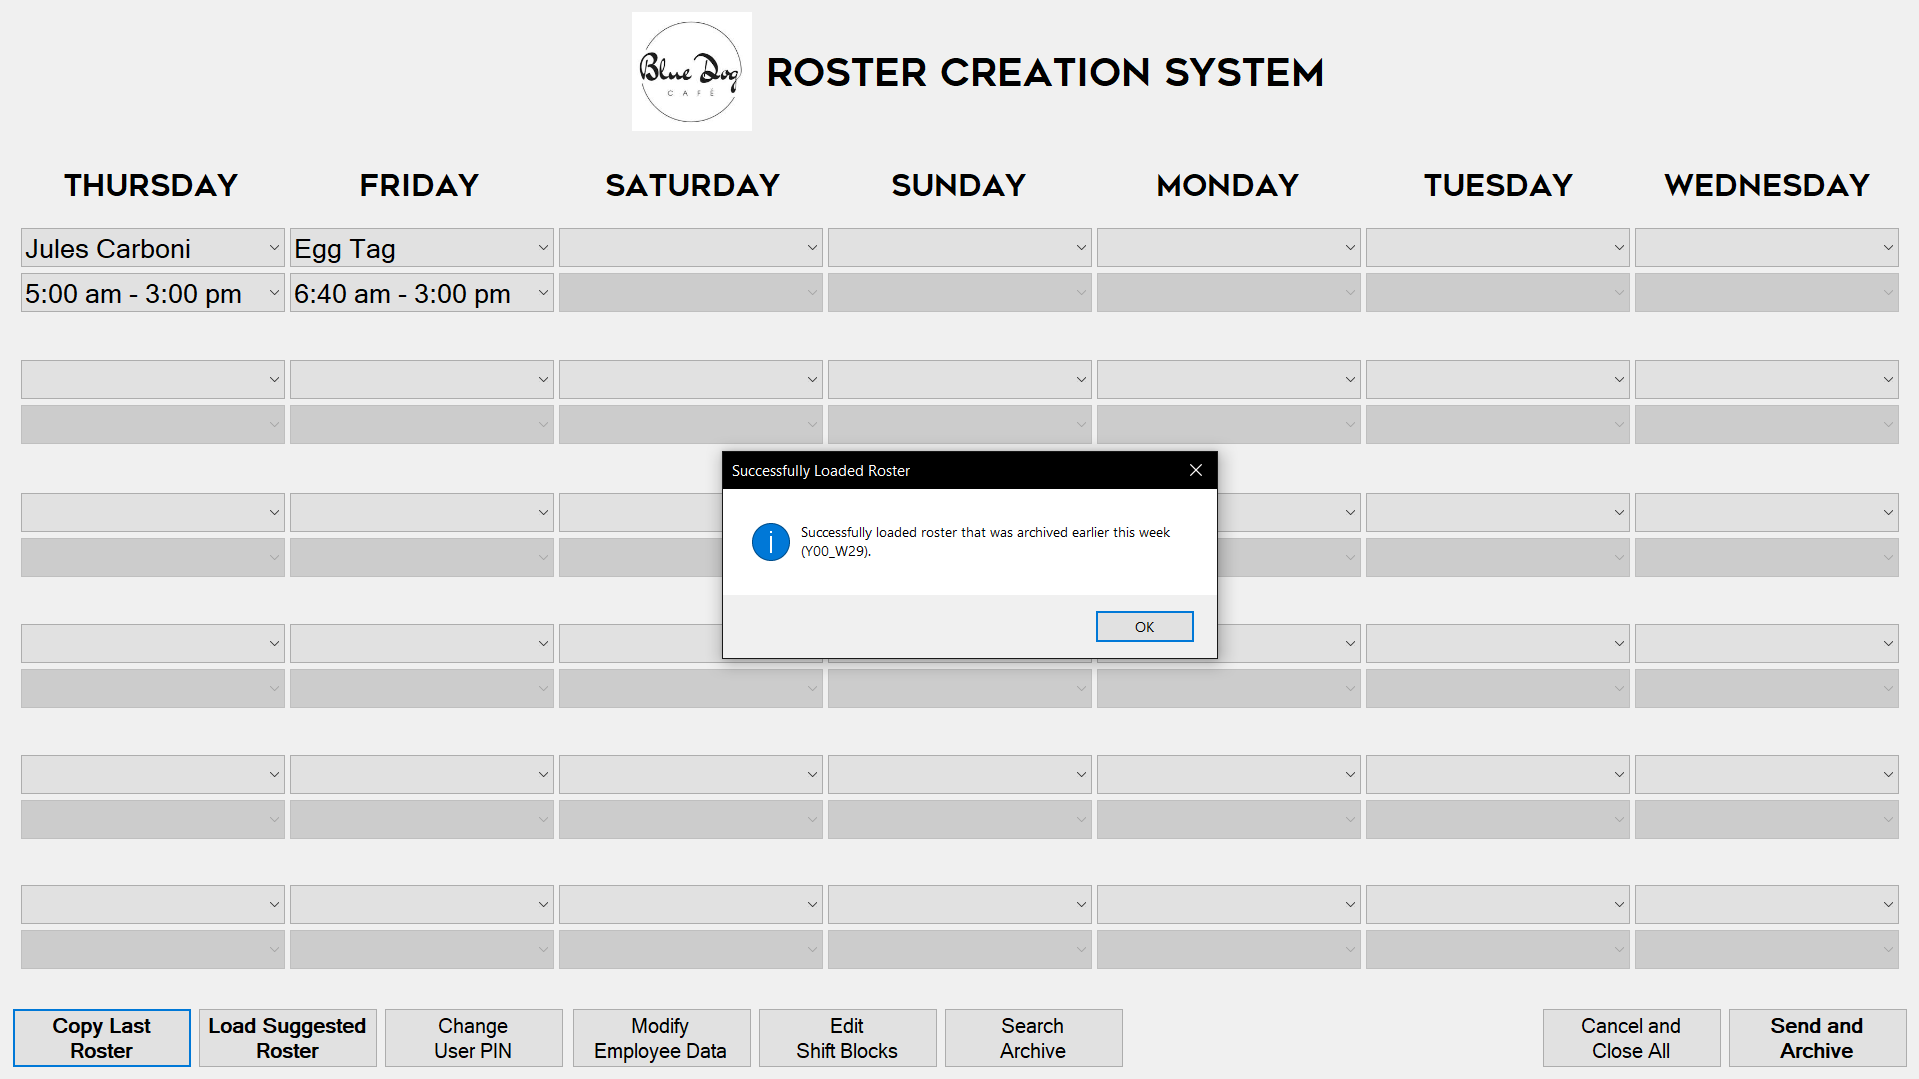 Blue Dog
CAFÉ
ROSTER CREATION SYSTEM
THURSDAY FRIDAY SATURDAY SUNDAY MONDAY TUESDAY WEDNESDAY
Jules Carboni Egg Tag
5:00 am - 3:00 pm 6:40 am - 3:00 pm
Successfully Loaded Roster
Successfully loaded roster that was archived earlier this week
(Y00_W29).
OK
Copy Last
Roster
Load Suggested
Roster
Change
User PIN
Modify
Employee Data
Edit
Shift Blocks
Search
Archive
Cancel and
Close All
Send and
Archive